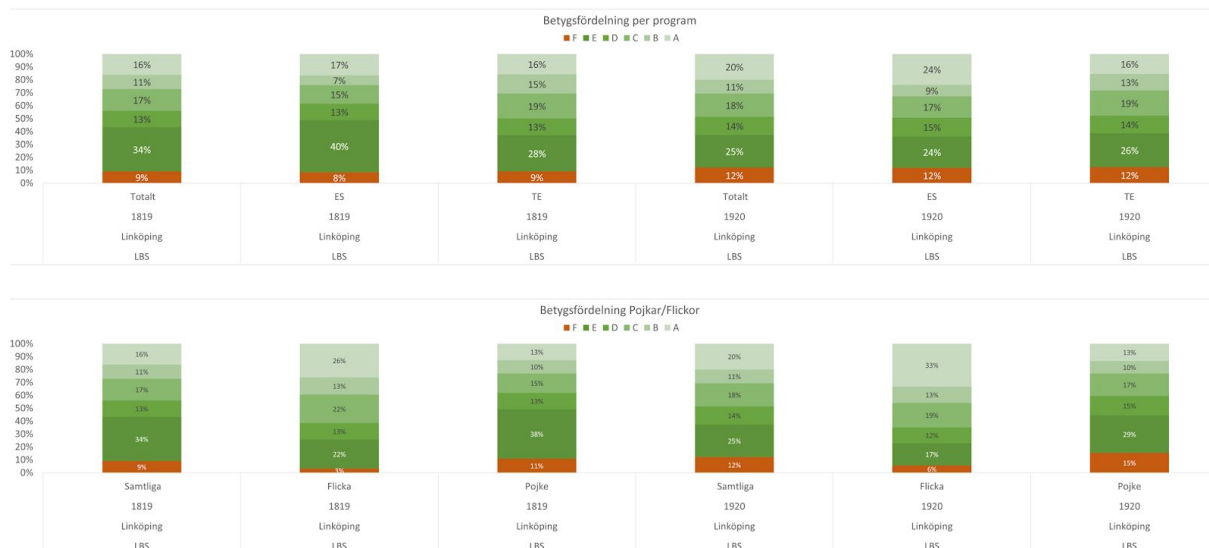 Betygsfördelning per program
F E D C B A
100%
90%
80%
70%
60%
50%
40%
30%
20%
10%
0%
16% 17% 16% 20% 24% 16%
11% 7% 15% 11% 9% 13%
17% 15% 19% 18% 17% 19%
13% 13% 13% 14% 15% 14%
34% 40% 28% 25% 24% 26%
9% 8% 9% 12% 12% 12%
Totalt ES TE Totalt ES TE
1819 1819 1819 1920 1920 1920
Linköping Linköping Linköping Linköping Linköping Linköping
LBS LBS LBS LBS LBS LBS
Betygsfördelning Pojkar/Flickor
F E D C B A
100%
90%
80%
70%
60%
50%
40%
30%
20%
10%
0%
16% 26% 13% 20% 33% 13%
11% 13% 10% 11% 13% 10%
17% 22% 15% 18% 19% 17%
13% 13% 13% 14% 12% 15%
34% 22% 38% 25% 17% 29%
9% 3% 11% 12% 6% 15%
Samtliga Flicka Pojke Samtliga Flicka Pojke
1819 1819 1819 1920 1920 1920
Linköping Linköping Linköping Linköping Linköping Linköping
LBS LBS LBS LBS LBS LBS